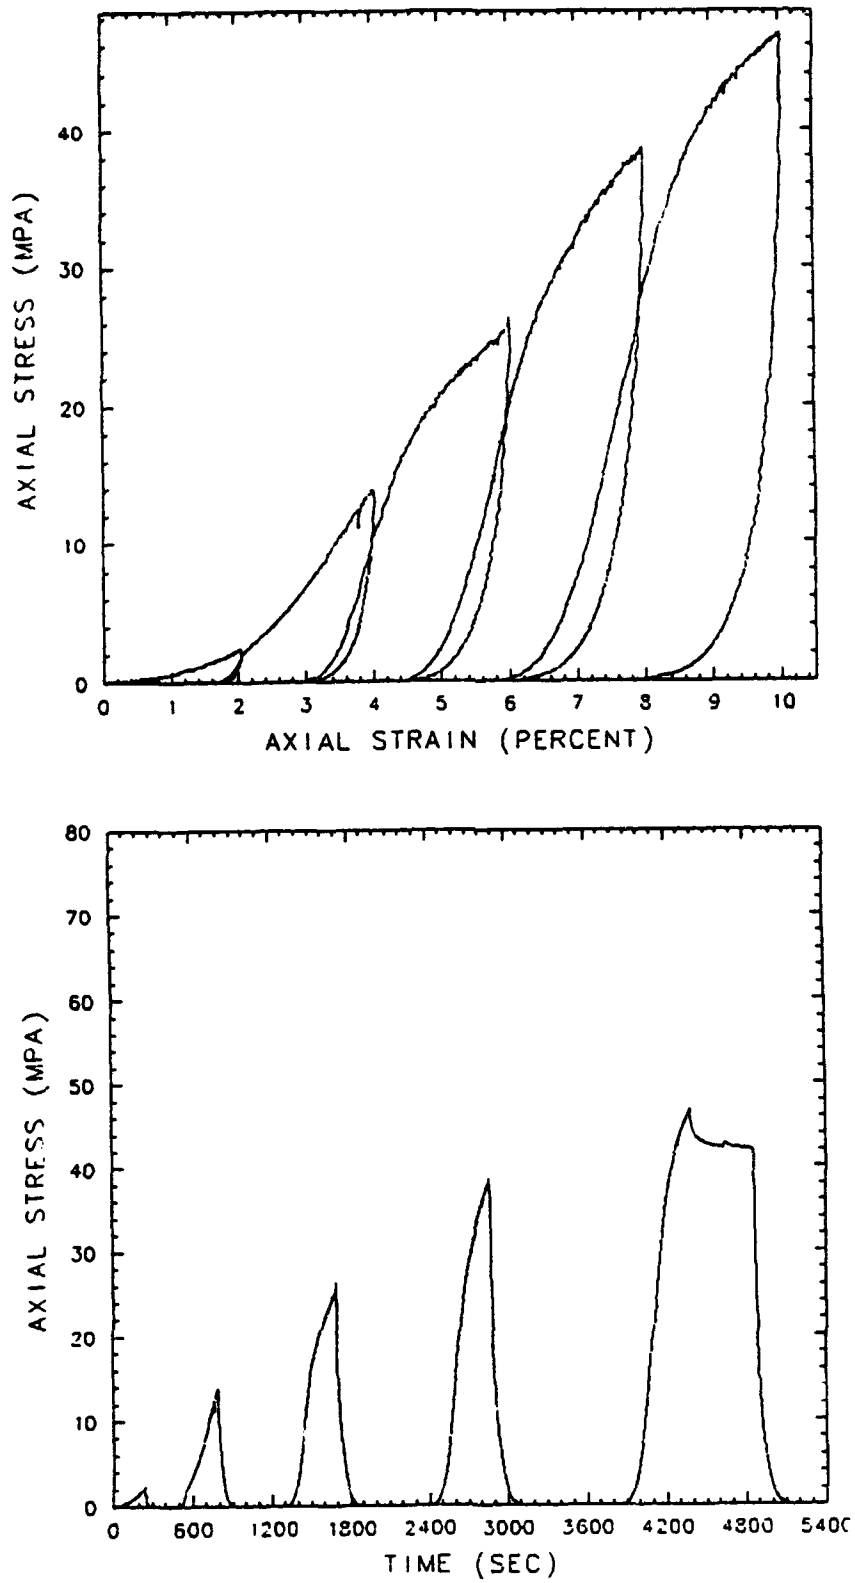 40
30
20
10
0
AXIAL STRESS (MPA)
0 1 2 3 4 5 6 7 8 9 10
AXIAL STRAIN (PERCENT)
80
70
60
50
40
30
20
10
0
AXIAL STRESS (MPA)
0 600 1200 1800 2400 3000 3600 4200 4800 5400
TIME (SEC)